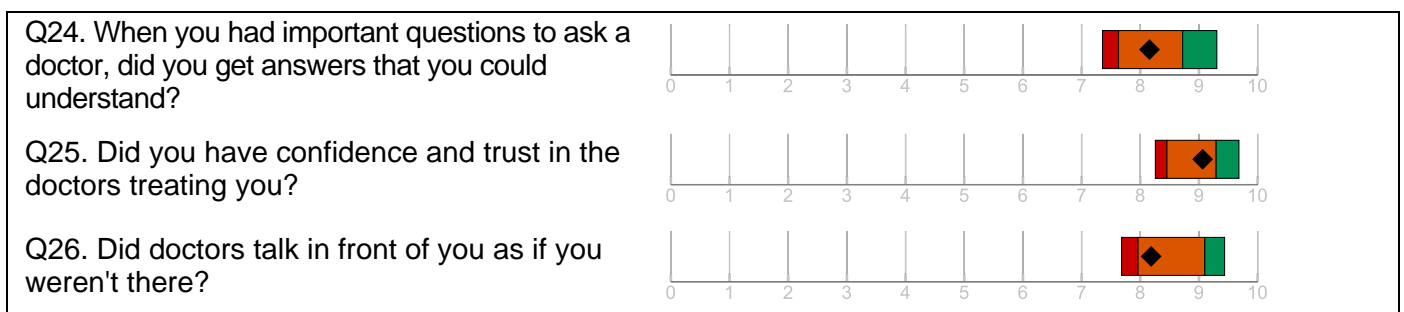 Q24. When you had important questions to ask a
doctor, did you get answers that you could
understand?
0 1 2 3 4 5 6 7 8 9 10
Q25. Did you have confidence and trust in the
doctors treating you?
0 1 2 3 4 5 6 7 8 9 10
Q26. Did doctors talk in front of you as if you
weren't there?
0 1 2 3 4 5 6 7 8 9 10